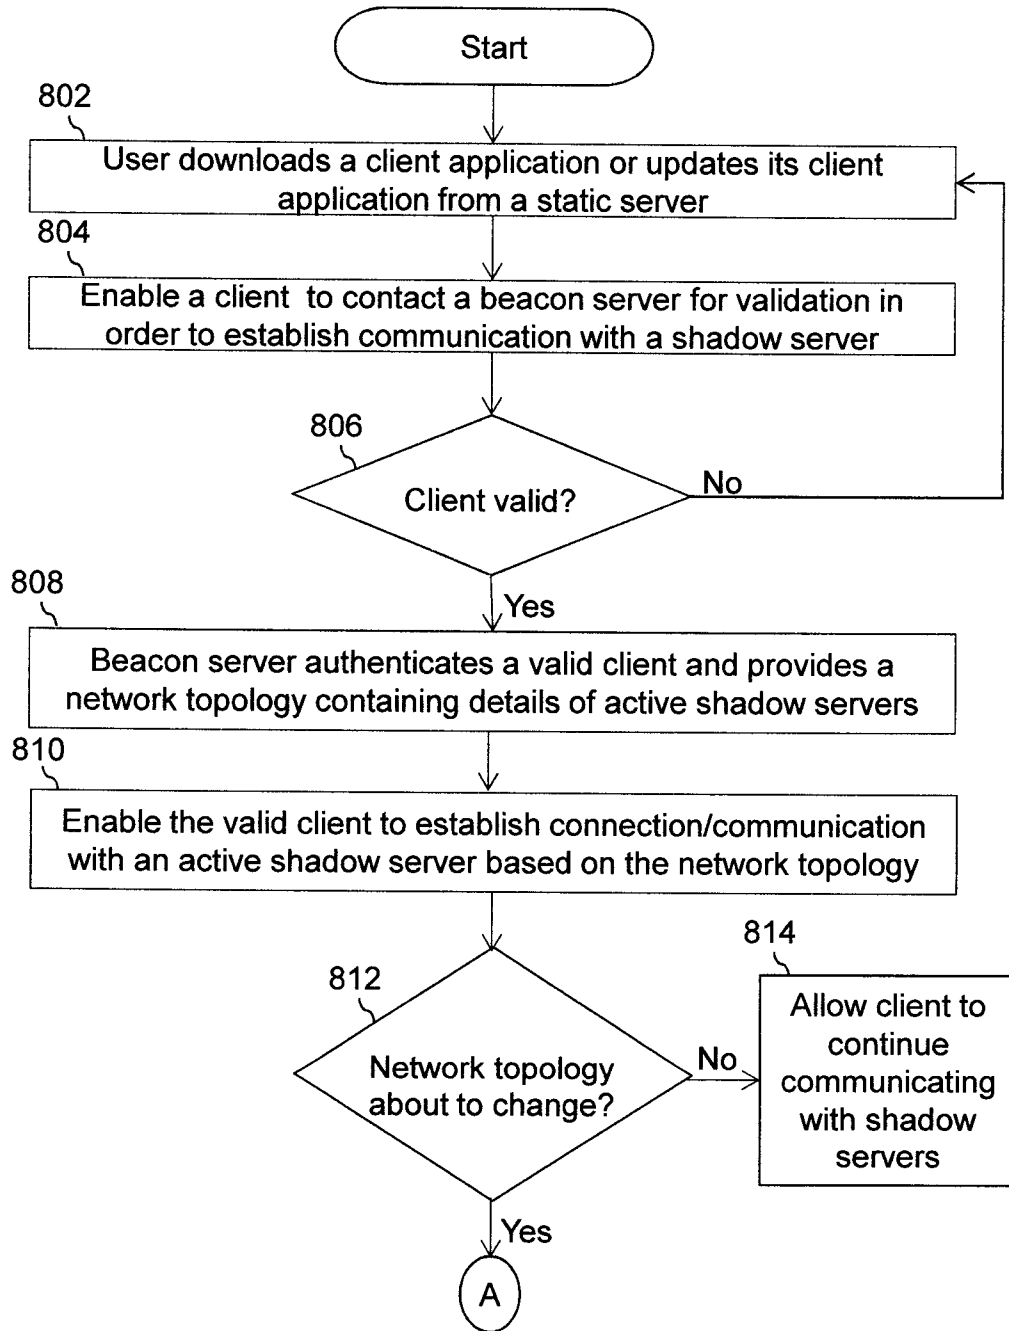 Start
802
User downloads a client application or updates its client
application from a static server
804
Enable a client to contact a beacon server for validation in
order to establish communication with a shadow server
806
Client valid?
No
808
Yes
Beacon server authenticates a valid client and provides a
network topology containing details of active shadow servers
810
Enable the valid client to establish connection/communication
with an active shadow server based on the network topology
812
Network topology
about to change?
No
814
Allow client to
continue
communicating
with shadow
servers
Yes
A